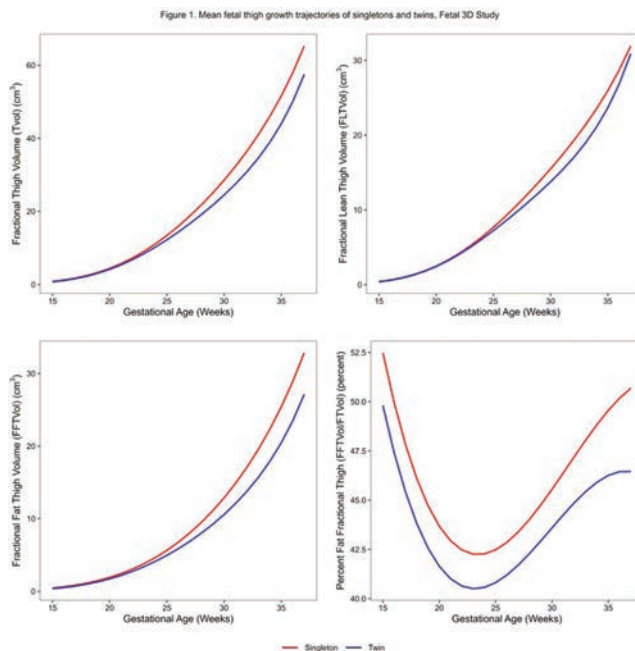 Figure 1. Mean fetal thigh growth trajectories of singletons and twins, Fetal 3D Study
Fractional Thigh Volume (Tvol) (cm³)
60
40
20
0
15 20 25 30 35
Gestational Age (Weeks)
Fractional Lean Thigh Volume (FLTVol) (cm³)
30
20
10
0
15 20 25 30 35
Gestational Age (Weeks)
Fractional Fat Thigh Volume (FFTVol) (cm³)
30
20
10
0
15 20 25 30 35
Gestational Age (Weeks)
Percent Fat Fractional Thigh (FFTVol/FTVol) (percent)
52.5
50.0
47.5
45.0
42.5
40.0
15 20 25 30 35
Gestational Age (Weeks)
Singleton Twin